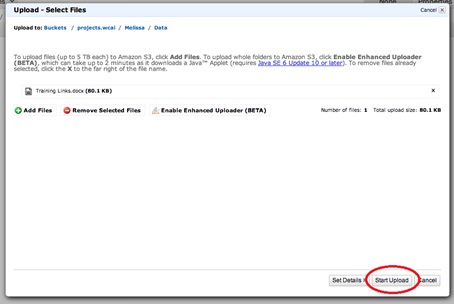 Upload - Select Files
Cancel x
Upload to: Buckets / projects.wcai / Melissa / Data
To upload files (up to 5 TB each) to Amazon S3, click Add Files. To upload whole folders to Amazon S3, click Enable Enhanced Uploader
(BETA), which can take up to 2 minutes as it downloads a Java™ Applet (requires Java SE 6 Update 10 or later). To remove files already
selected, click the X to the far right of the file name.
Training Links.docx (80.1 KB) x
Add Files Remove Selected Files Enable Enhanced Uploader (BETA) Number of files: 1 Total upload size: 80.1 KB
Set Details > Start Upload Cancel